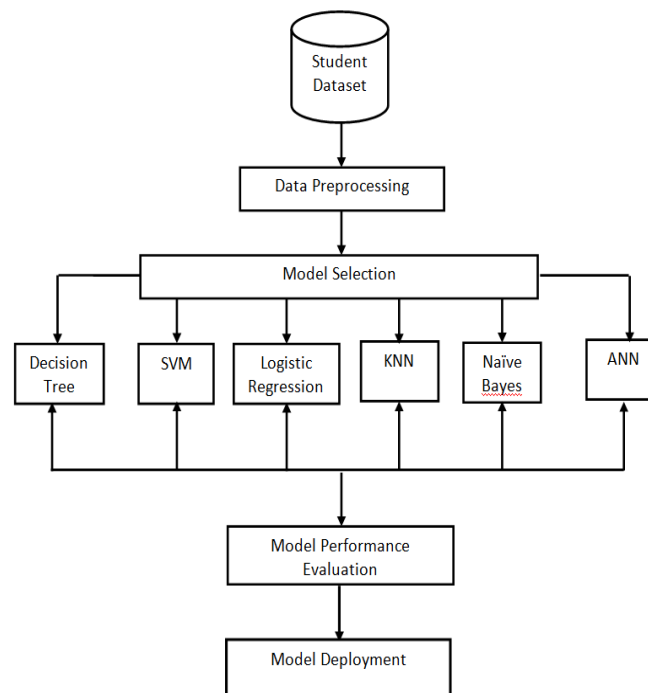 Student
Dataset
Data Preprocessing
Model Selection
Decision
Tree
SVM
Logistic
Regression
KNN
Naïve
Bayes
ANN
Model Performance
Evaluation
Model Deployment